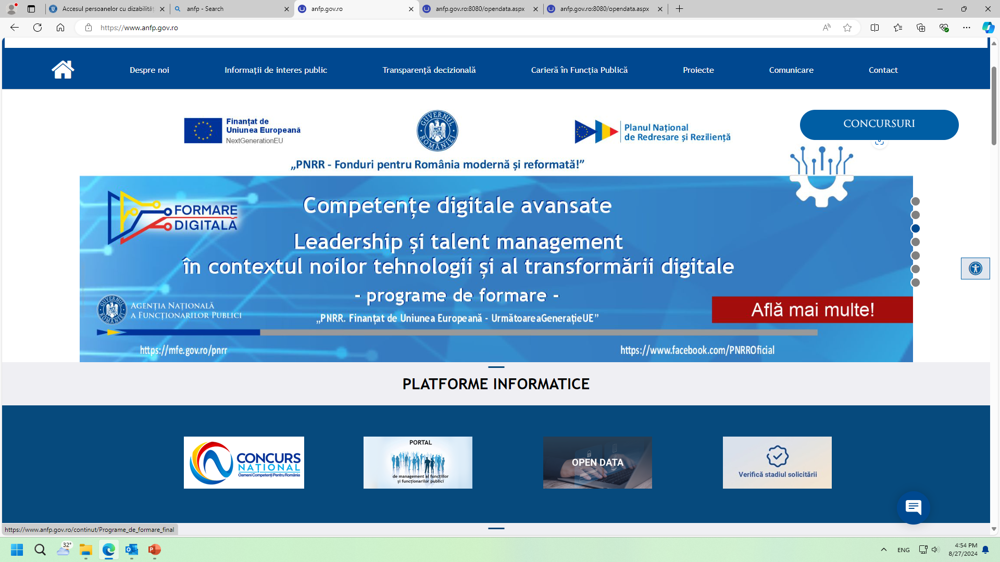 Accesul persoanelor cu dizabilităț
anfp - Search
anfp.gov.ro
anfp.gov.ro:8080/opendata.aspx
anfp.gov.ro:8080/opendata.aspx
https://www.anfp.gov.ro
Despre noi
Informaţii de interes public
Transparenţă decizională
Carieră în Funcția Publică
Proiecte
Comunicare
Contact
Finanțat de
Uniunea Europeană
NextGenerationEU
GUVERNUL ROMÂNIEI
Planul Național
de Redresare și Reziliență
CONCURSURI
„PNRR - Fonduri pentru România modernă și reformată!”
FORMARE
DIGITALĂ
Competențe digitale avansate
Leadership și talent management
în contextul noilor tehnologii și al transformării digitale
- programe de formare -
GUVERNUL ROMÂNIEI
Agenția Națională
a Funcționarilor Publici
„PNRR. Finanțat de Uniunea Europeană - UrmătoareaGenerațieUE”
Află mai multe!
https://mfe.gov.ro/pnrr
https://www.facebook.com/PNRROficial
PLATFORME INFORMATICE
CONCURS
NAȚIONAL
Oameni Competenți Pentru România
PORTAL
de management al funcțiilor
și funcționarilor publici
OPEN DATA
Verifică stadiul solicitării
https://www.anfp.gov.ro/continut/Programe_de_formare_final
32°
ENG
4:54 PM
8/27/2024